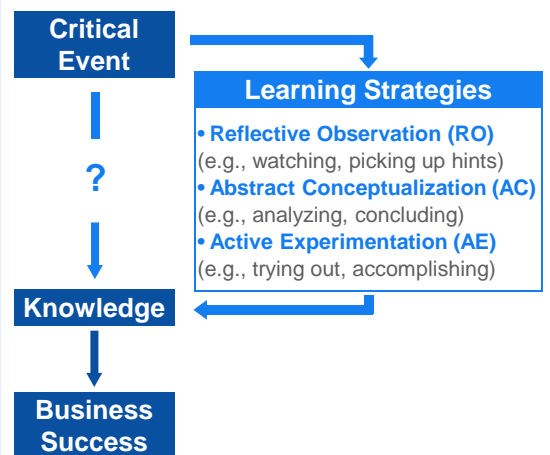 Critical
Event
Learning Strategies
• Reflective Observation (RO)
(e.g., watching, picking up hints)
• Abstract Conceptualization (AC)
(e.g., analyzing, concluding)
• Active Experimentation (AE)
(e.g., trying out, accomplishing)
?
Knowledge
Business
Success